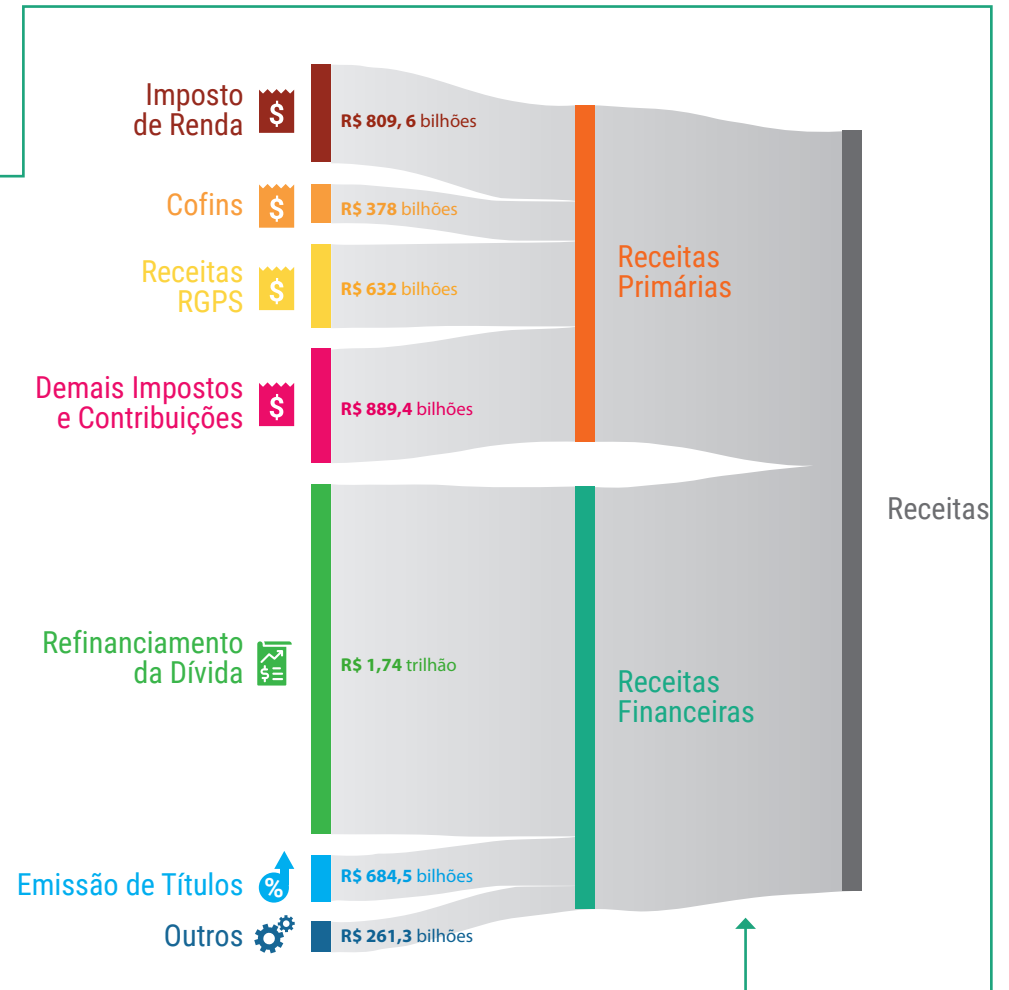 Imposto
de Renda
$
R$ 809, 6 bilhões
Cofins
$
R$ 378 bilhões
Receitas
RGPS
$
R$ 632 bilhões
Receitas
Primárias
Demais Impostos
e Contribuições
$
R$ 889,4 bilhões
Receitas
Refinanciamento
da Dívida
$
R$ 1,74 trilhão
Receitas
Financeiras
Emissão de Títulos
%
R$ 684,5 bilhões
Outros
R$ 261,3 bilhões